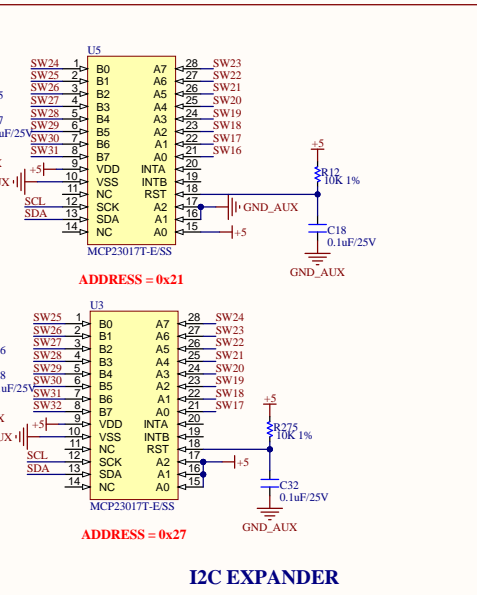 U5
SW24 1 B0 A7 28 SW23
SW25 2 B1 A6 27 SW22
SW26 3 B2 A5 26 SW21
SW27 4 B3 A4 25 SW20
SW28 5 B4 A3 24 SW19
SW29 6 B5 A2 23 SW18
SW30 7 B6 A1 22 SW17
SW31 8 B7 A0 21 SW16
+5 9 VDD INTA 20
10 VSS INTB 19
11 NC RST 18
SCL 12 SCK A2 17 GND_AUX
SDA 13 SDA A1 16
14 NC A0 15 +5
MCP23017T-E/SS
+5
R12
10K 1%
C18
0.1uF/25V
GND_AUX
ADDRESS = 0x21
uF/25V
U3
SW25 1 B0 A7 28 SW24
SW26 2 B1 A6 27 SW23
SW27 3 B2 A5 26 SW22
SW28 4 B3 A4 25 SW21
SW29 5 B4 A3 24 SW20
SW30 6 B5 A2 23 SW19
SW31 7 B6 A1 22 SW18
SW32 8 B7 A0 21 SW17
+5 9 VDD INTA 20
10 VSS INTB 19
11 NC RST 18
SCL 12 SCK A2 17 +5
SDA 13 SDA A1 16
14 NC A0 15
MCP23017T-E/SS
+5
R275
10K 1%
C32
0.1uF/25V
GND_AUX
ADDRESS = 0x27
uF/25V
I2C EXPANDER